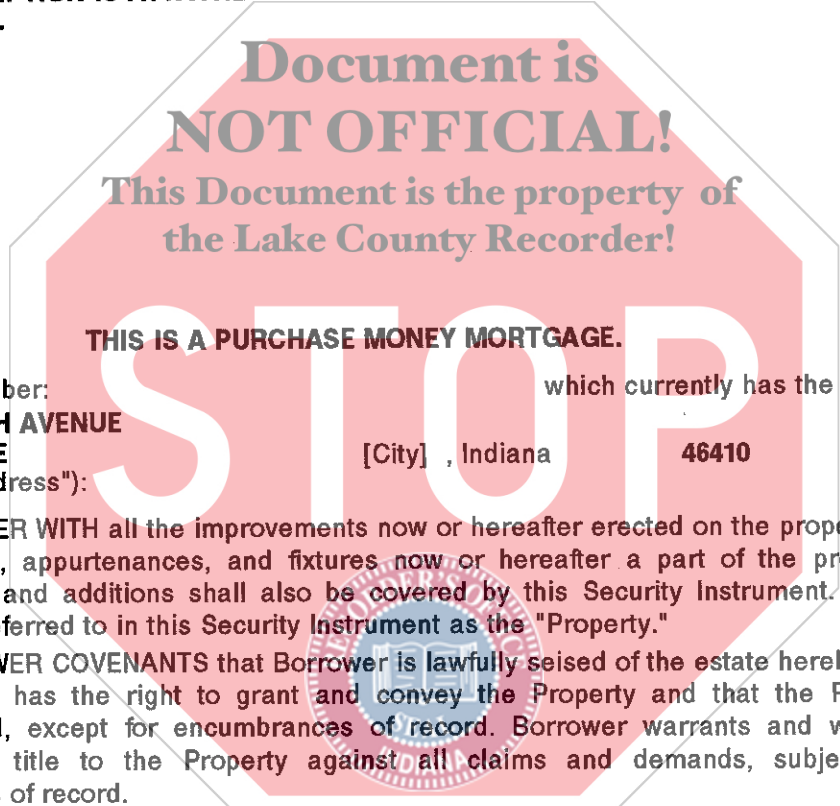 Document is
NOT OFFICIAL!
This Document is the property of
the Lake County Recorder!
STOP
THIS IS A PURCHASE MONEY MORTGAGE.
ber: which currently has the
H AVENUE
E [City] , Indiana 46410
dress"):
ER WITH all the improvements now or hereafter erected on the prope
, appurtenances, and fixtures now or hereafter a part of the pr
and additions shall also be covered by this Security Instrument.
ferred to in this Security Instrument as the "Property."
WER COVENANTS that Borrower is lawfully seised of the estate herel
has the right to grant and convey the Property and that the P
d, except for encumbrances of record. Borrower warrants and w
title to the Property against all claims and demands, subje
s of record.
RECORDER'S OFFICE
SEAL
INDIANA